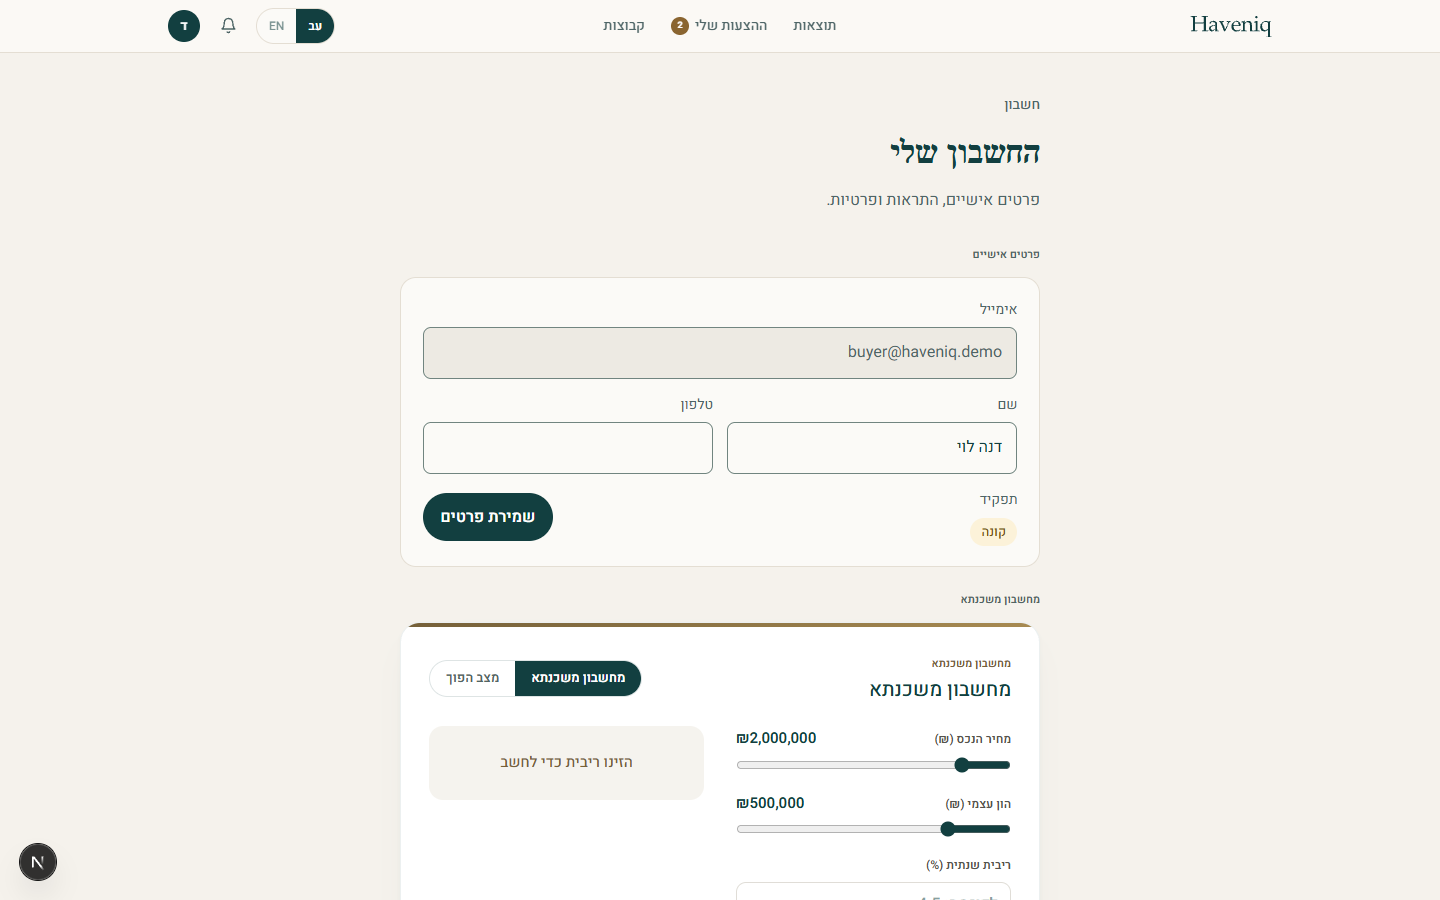 Haveniq
תוצאות
ההצעות שלי 2
קבוצות
עב EN
ד
חשבון
החשבון שלי
פרטים אישיים, התראות ופרטיות.
פרטים אישיים
אימייל
buyer@haveniq.demo
שם
טלפון
דנה לוי
תפקיד
קונה
שמירת פרטים
מחשבון משכנתא
מחשבון משכנתא
מחשבון משכנתא
מחשבון משכנתא
מצב הפוך
מחיר הנכס (₪)
₪2,000,000
הזינו ריבית כדי לחשב
הון עצמי (₪)
₪500,000
ריבית שנתית (%)
N